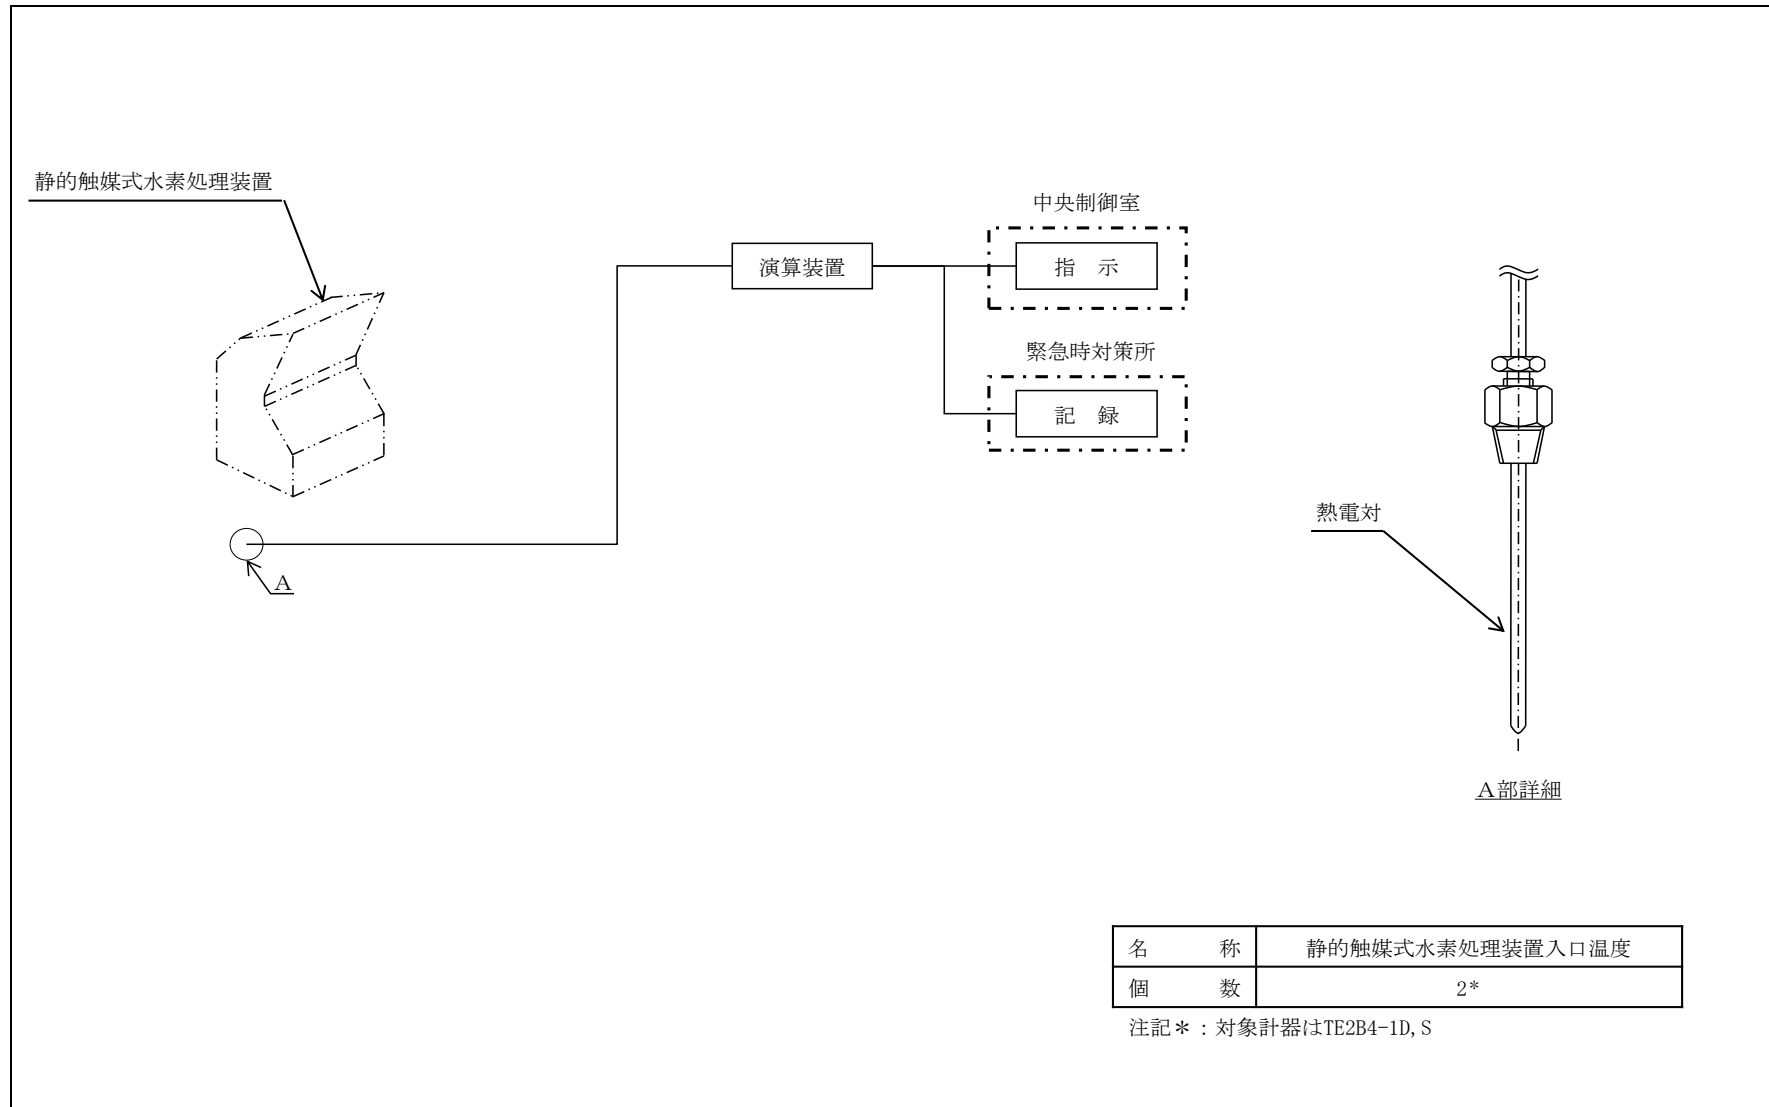 静的触媒式水素処理装置
中央制御室
演算装置
指 示
緊急時対策所
記 録
熱電対
A
A部詳細
名 称 静的触媒式水素処理装置入口温度
個 数 2*
注記＊：対象計器はTE2B4-1D,S